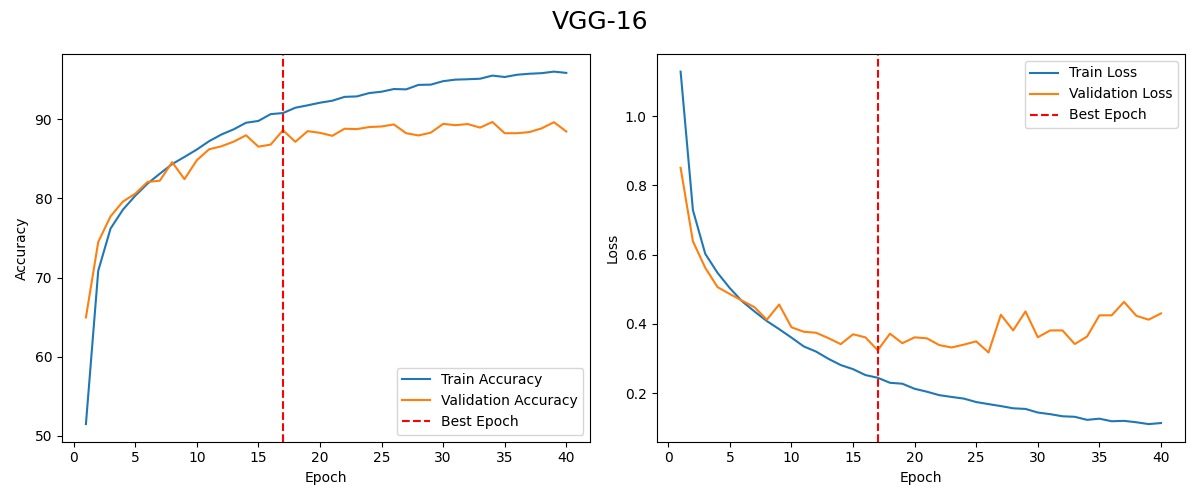 VGG-16
90
80
70
60
50
Accuracy
0
5
10
15
20
25
30
35
40
Epoch
Train Accuracy
Validation Accuracy
Best Epoch
1.0
0.8
0.6
0.4
0.2
Loss
0
5
10
15
20
25
30
35
40
Epoch
Train Loss
Validation Loss
Best Epoch